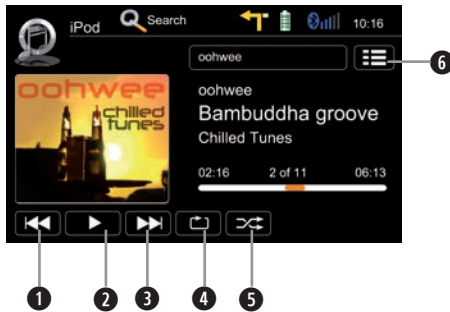 iPod Search 10:16
oohwee
oohwee
chilled
tunes
oohwee
Bambuddha groove
Chilled Tunes
02:16 2 of 11 06:13
6
1 2 3 4 5